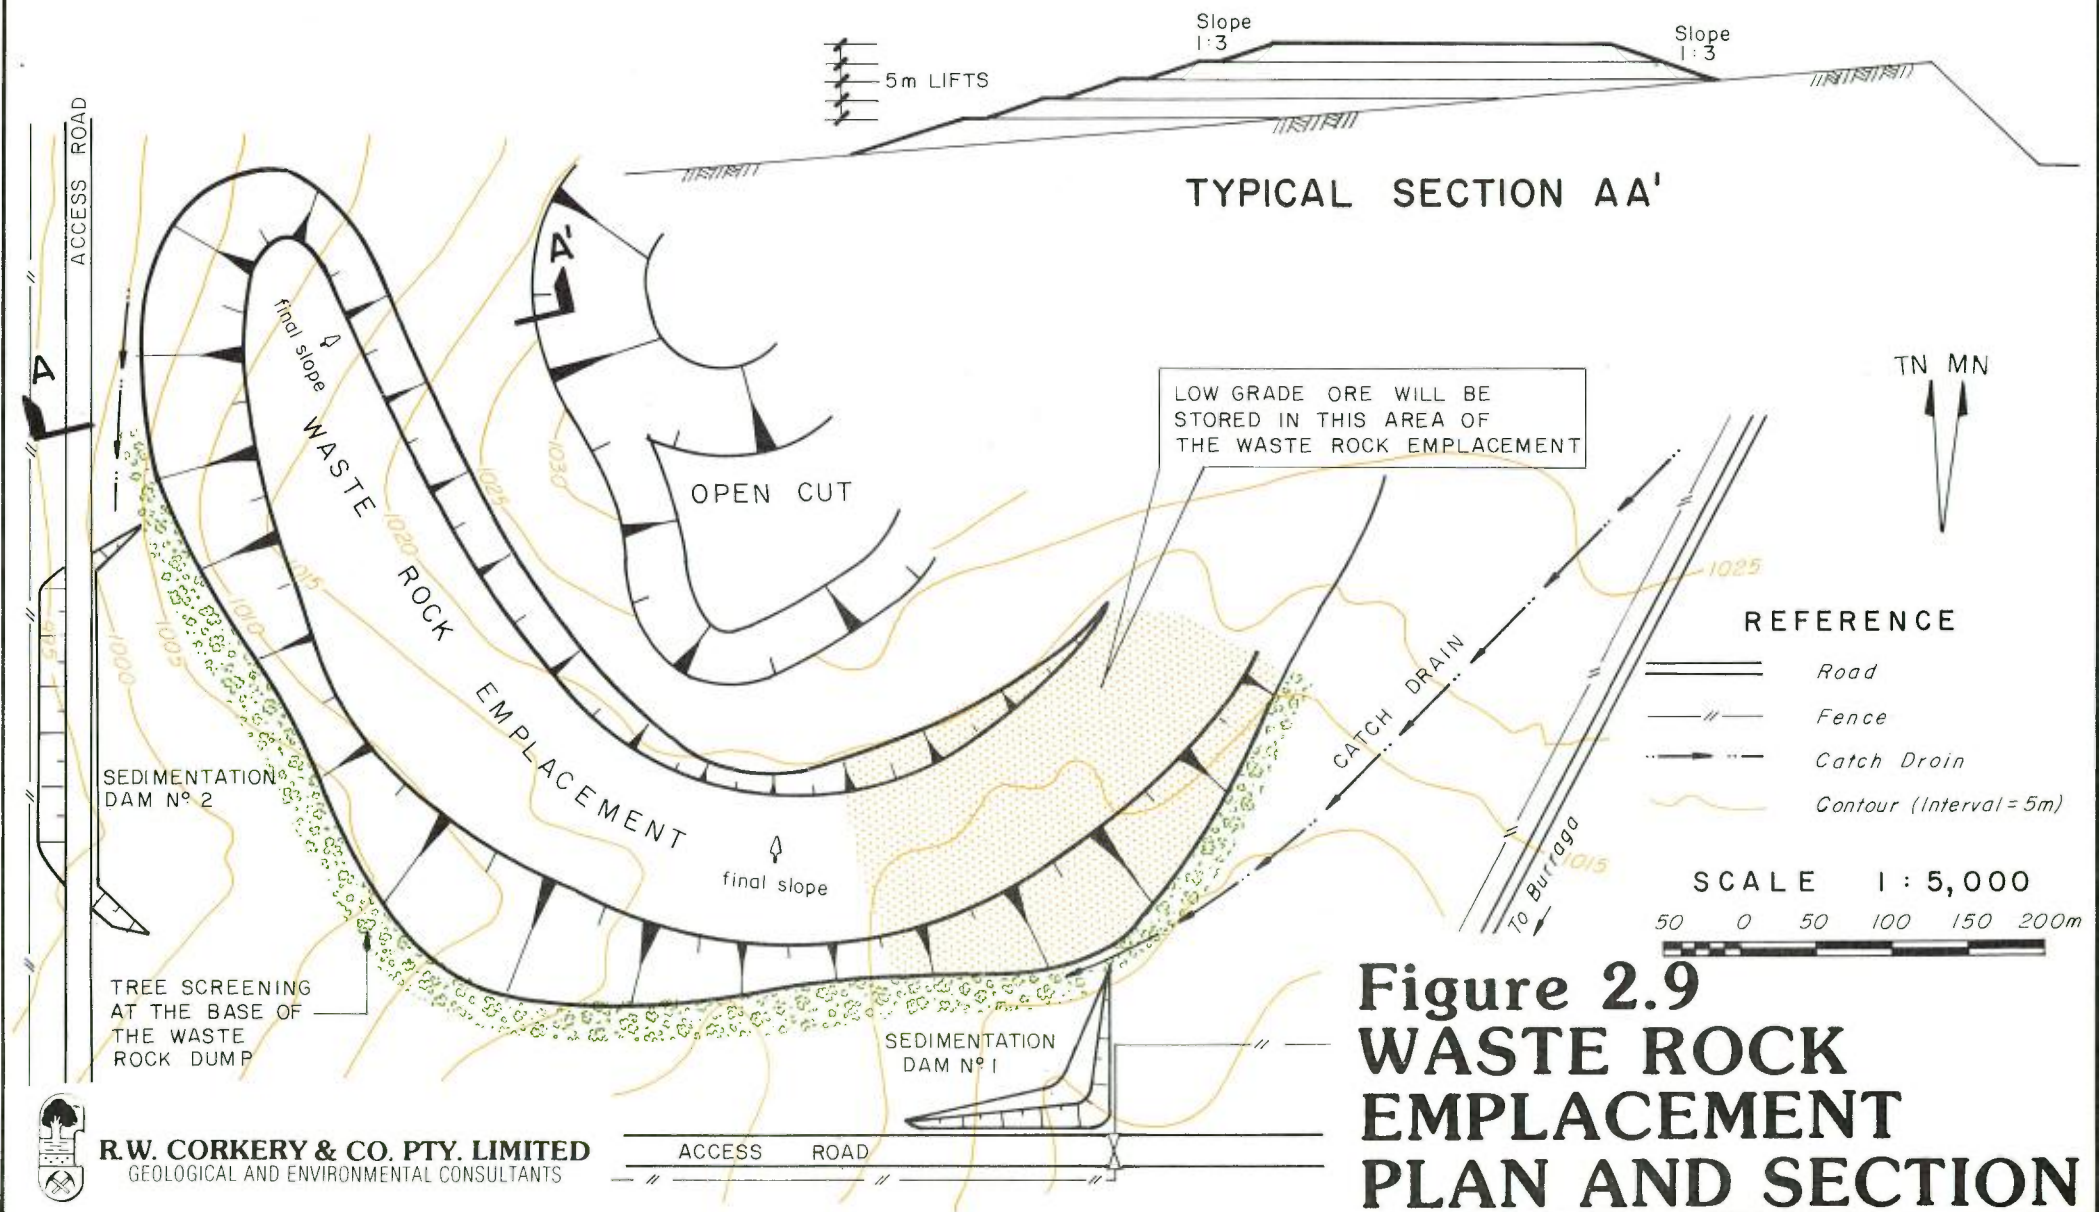 Slope
1:3
Slope
1:3
5m LIFTS
TYPICAL SECTION AA'
ACCESS ROAD
A'
A
final slope
WASTE ROCK EMPLACEMENT
OPEN CUT
1030
1025
1020
1015
1010
1005
1000
995
LOW GRADE ORE WILL BE
STORED IN THIS AREA OF
THE WASTE ROCK EMPLACEMENT
TN MN
1025
CATCH DRAIN
REFERENCE
Road
Fence
Catch Drain
Contour (Interval = 5m)
SEDIMENTATION
DAM Nº 2
final slope
To Burraga
1015
SCALE 1 : 5,000
50 0 50 100 150 200m
TREE SCREENING
AT THE BASE OF
THE WASTE
ROCK DUMP
SEDIMENTATION
DAM Nº 1
ACCESS ROAD
R.W. CORKERY & CO. PTY. LIMITED
GEOLOGICAL AND ENVIRONMENTAL CONSULTANTS
Figure 2.9
WASTE ROCK
EMPLACEMENT
PLAN AND SECTION